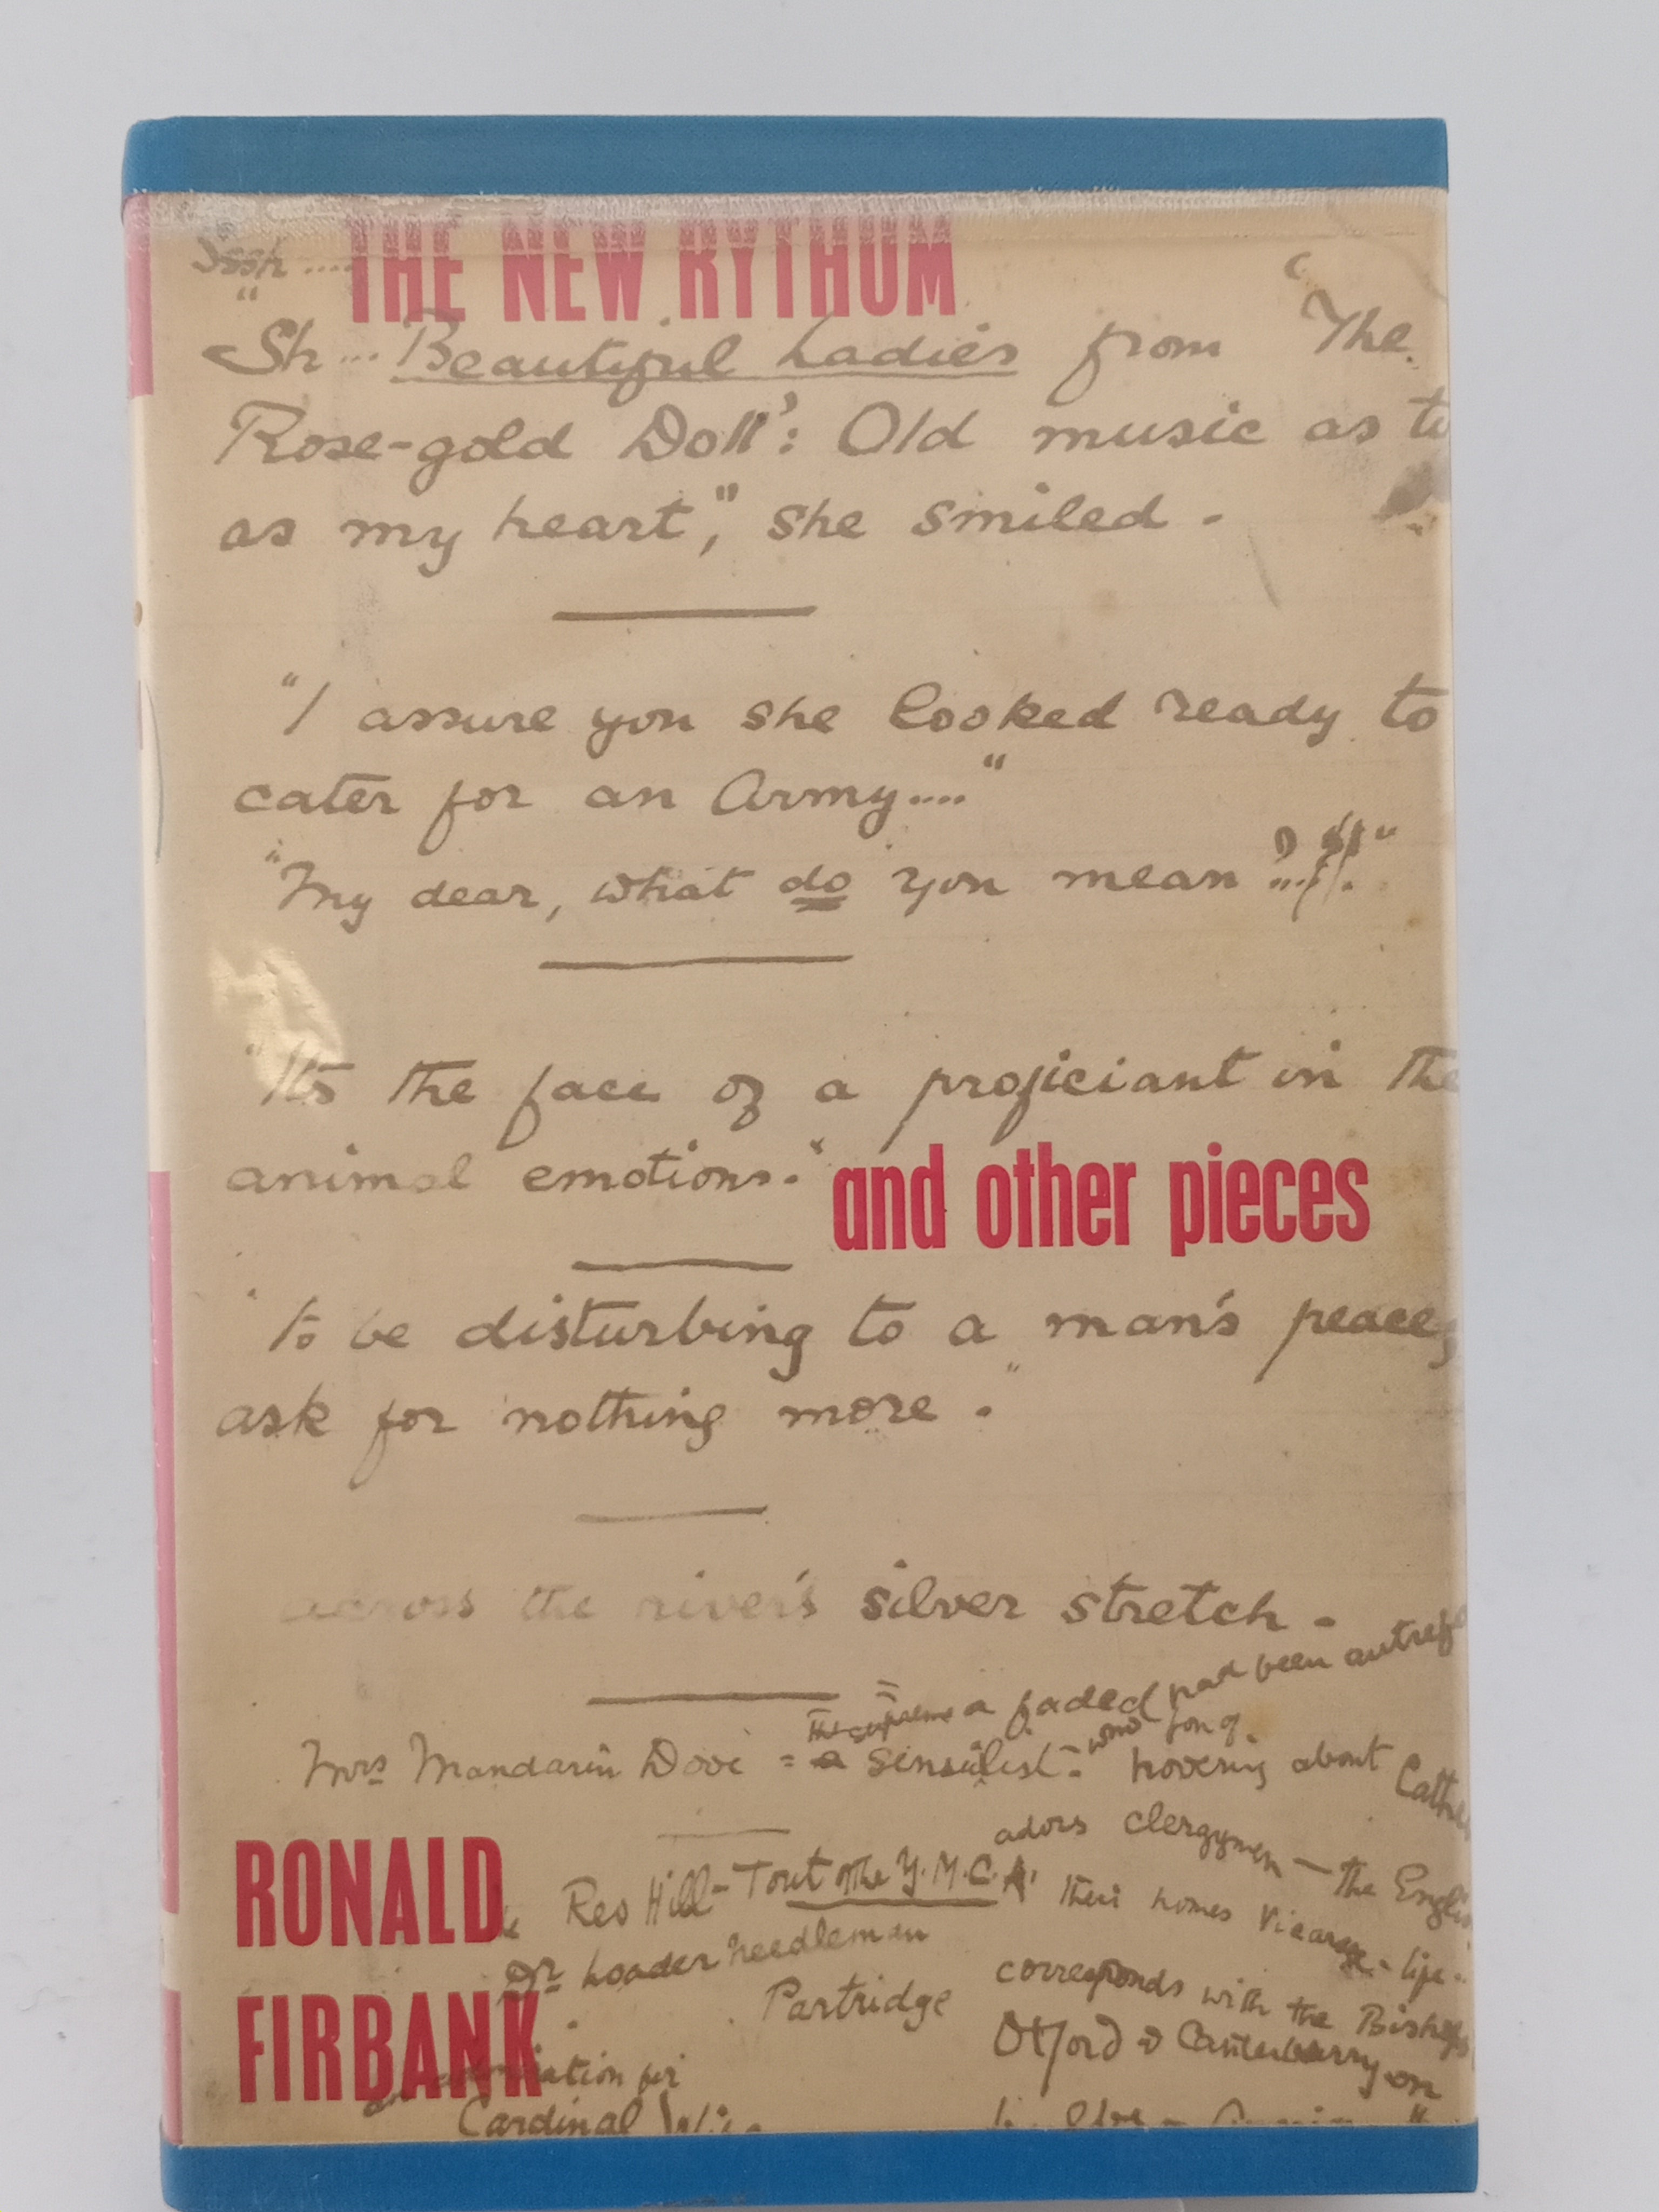 Sssh ....
THE NEW RYTHUM
"Sh... Beautiful Ladies from 'The
Rose-gold Doll': Old music as
as my heart," she smiled -
"I assure you she looked ready to
cater for an Army...."
"My dear, what do you mean
"Its the face of a proficiant in the
animal emotions."
and other pieces
"To be disturbing to a man's peace,
ask for nothing more."
across the river's silver stretch -
a faded had been
Mrs Mandarin Dove = a hovering about
adors clergymen - the
Rev Hill - Tout of the Y.M.C.A.
their homes Vicarage - life..
RONALD
Dr Loader Needleman
corresponds with the
Partridge
FIRBANK
Canterbury on
for
Cardinal